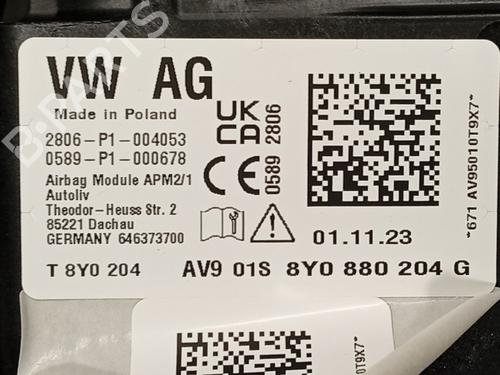 VW AG
Made in Poland
2806-P1-004053
0589-P1-000678
Airbag Module APM2/1
Autoliv
Theodor-Heuss Str. 2
85221 Dachau
GERMANY 646373700
UK
CA
2806
CE
0589
01.11.23
*671 AV95010T9X7*
T 8Y0 204
AV9 01S 8Y0 880 204 G
B-PARTS